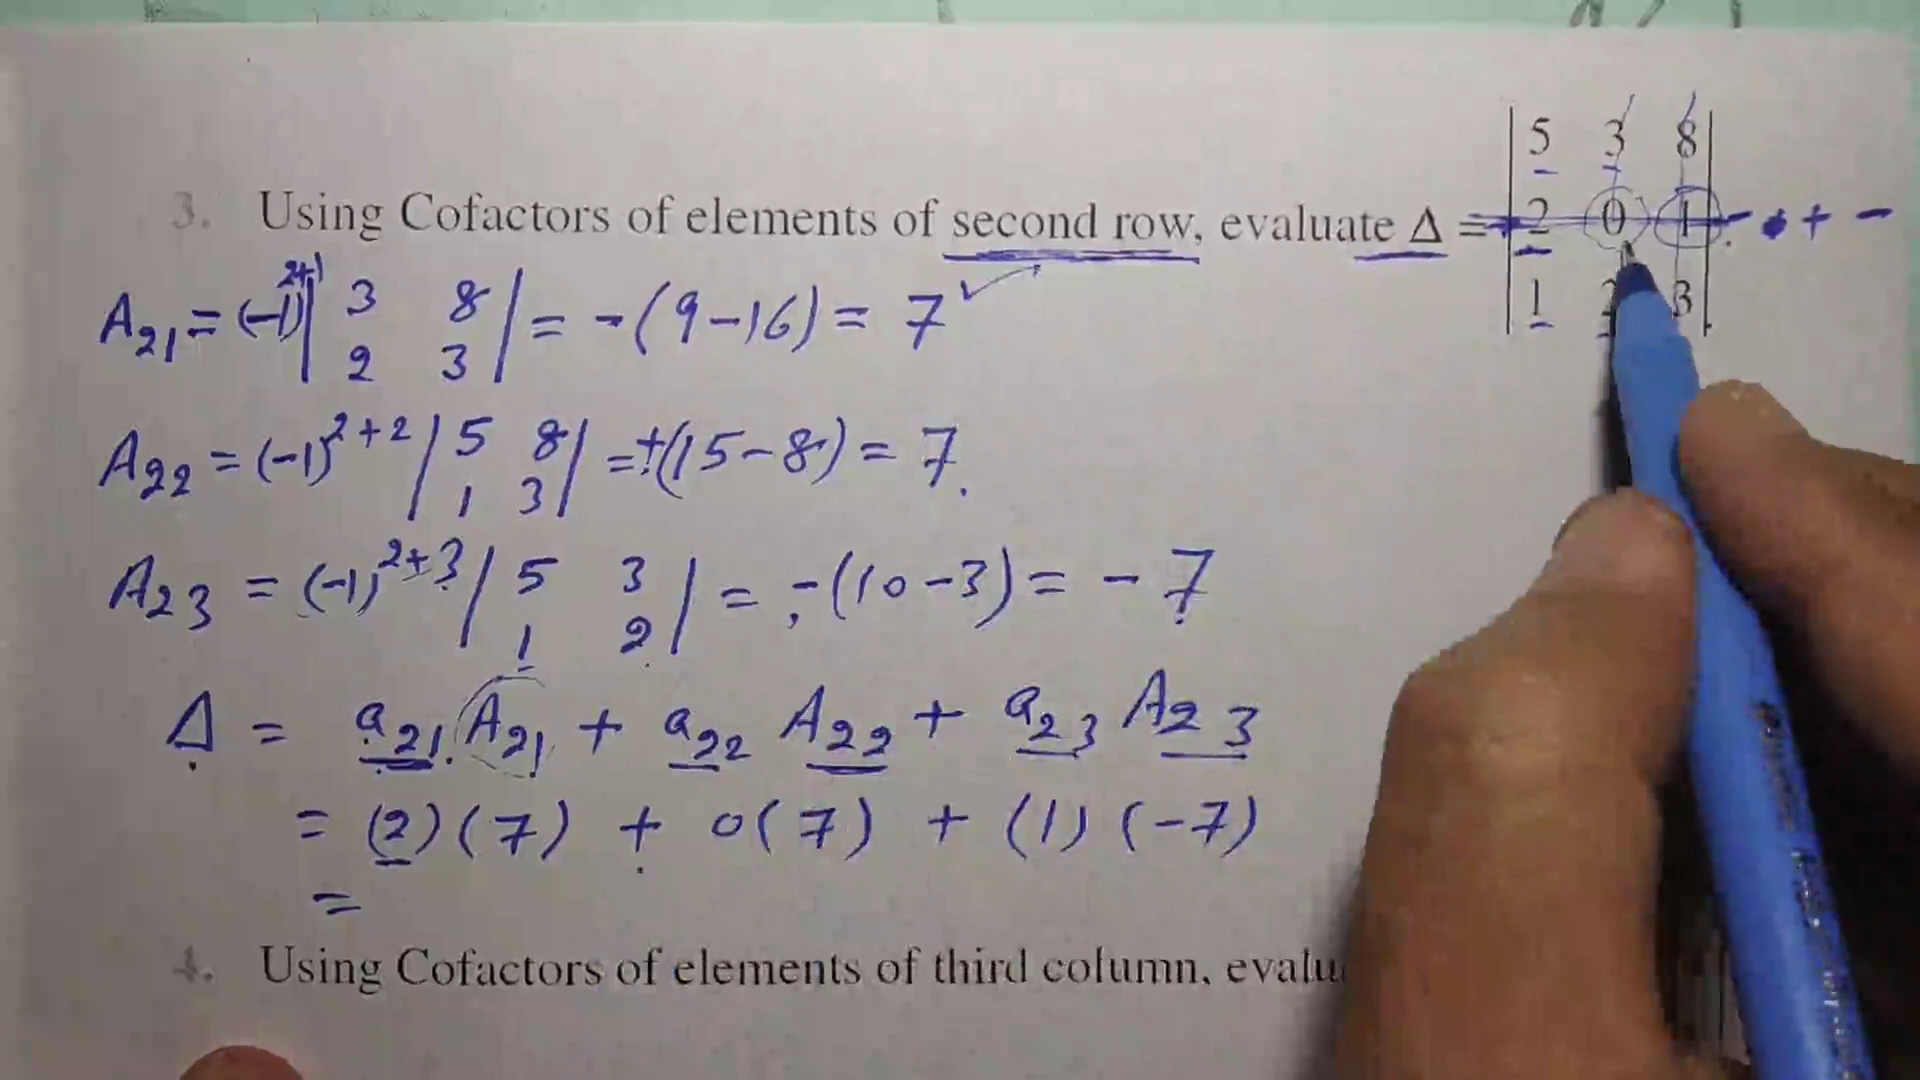 5 3 8
3. Using Cofactors of elements of second row, evaluate Δ = 2 0 1 - • + -
1 2 3
A21 = (-1)^2+1 | 3 8 | = -(9-16) = 7 ✓
2 3
A22 = (-1)^2+2 | 5 8 | = +(15-8) = 7.
1 3
A23 = (-1)^2+3 | 5 3 | = -(10-3) = -7
1 2
Δ = a21.A21 + a22 A22 + a23 A23
= (2)(7) + 0(7) + (1)(-7)
=
4. Using Cofactors of elements of third column,